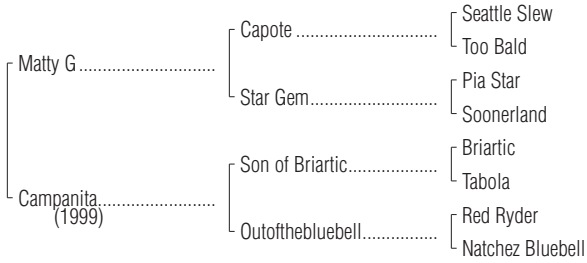 Seattle Slew
Capote ..................................
Too Bald
Matty G ................................
Pia Star
Star Gem...............................
Soonerland
Briartic
Son of Briartic......................
Tabola
Campanita...........................
(1999)
Red Ryder
Outofthebluebell..................
Natchez Bluebell